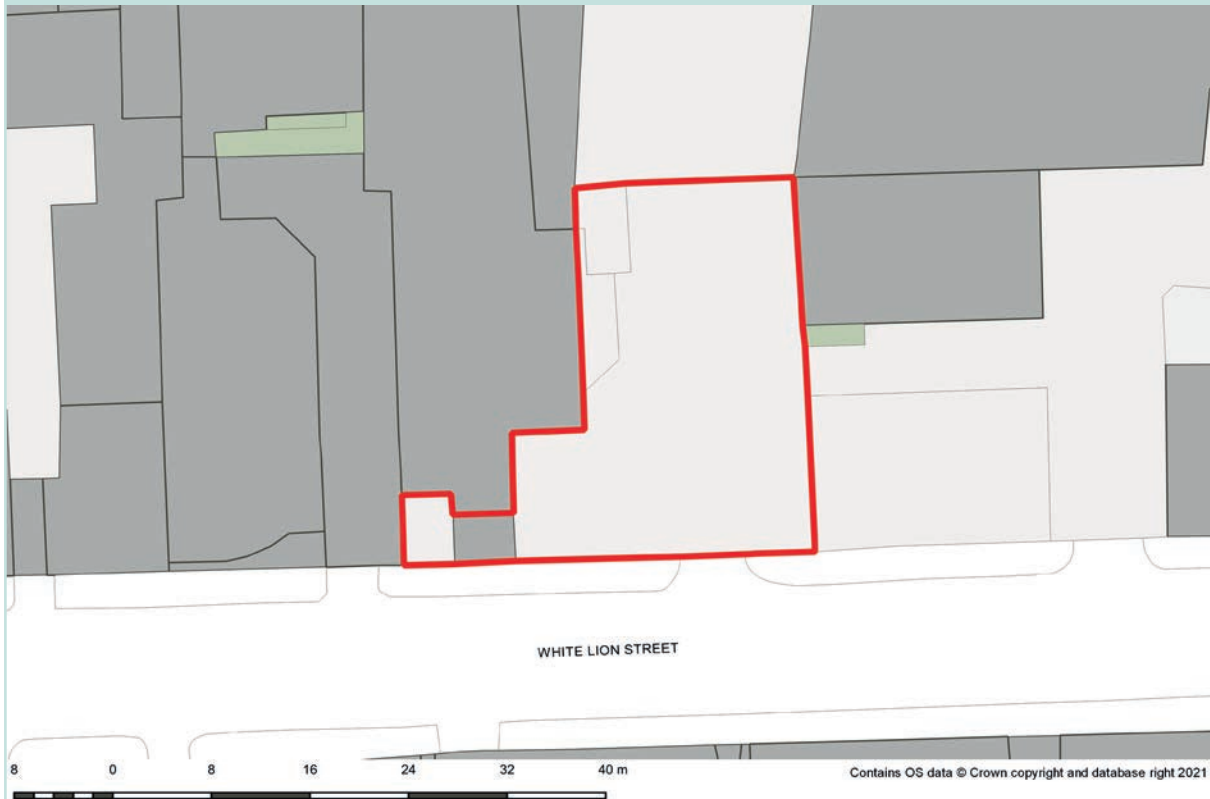 WHITE LION STREET
8 0 8 16 24 32 40 m
Contains OS data © Crown copyright and database right 2021